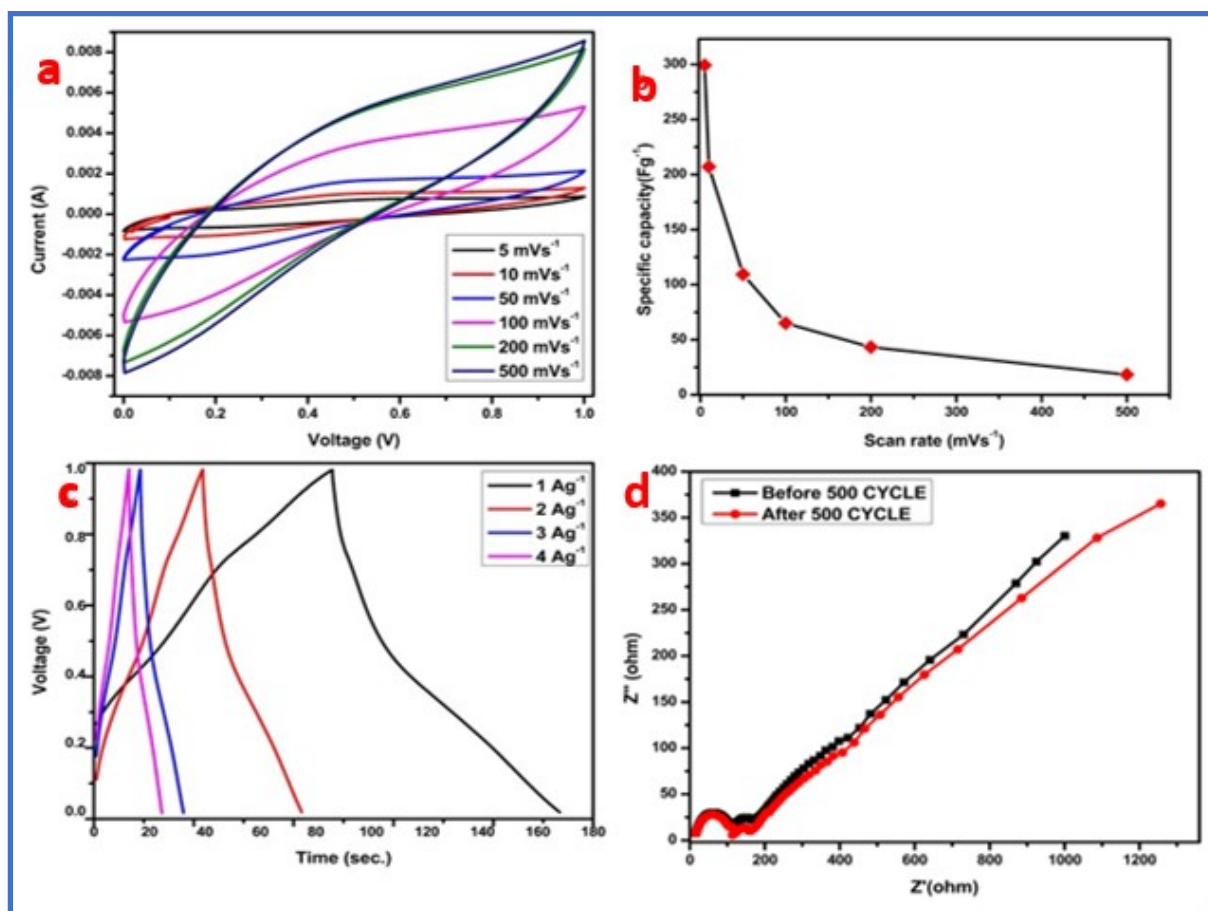 a
0.008
0.006
0.004
0.002
0.000
-0.002
-0.004
-0.006
-0.008
Current (A)
5 mVs⁻¹
10 mVs⁻¹
50 mVs⁻¹
100 mVs⁻¹
200 mVs⁻¹
500 mVs⁻¹
0.0 0.2 0.4 0.6 0.8 1.0
Voltage (V)
b
300
250
200
150
100
50
0
Specific capacity(Fg⁻¹)
0 100 200 300 400 500
Scan rate (mVs⁻¹)
c
1.0
0.8
0.6
0.4
0.2
0.0
Voltage (V)
1 Ag⁻¹
2 Ag⁻¹
3 Ag⁻¹
4 Ag⁻¹
0 20 40 60 80 100 120 140 160 180
Time (sec.)
d
400
350
300
250
200
150
100
50
0
Z" (ohm)
Before 500 CYCLE
After 500 CYCLE
0 200 400 600 800 1000 1200
Z'(ohm)